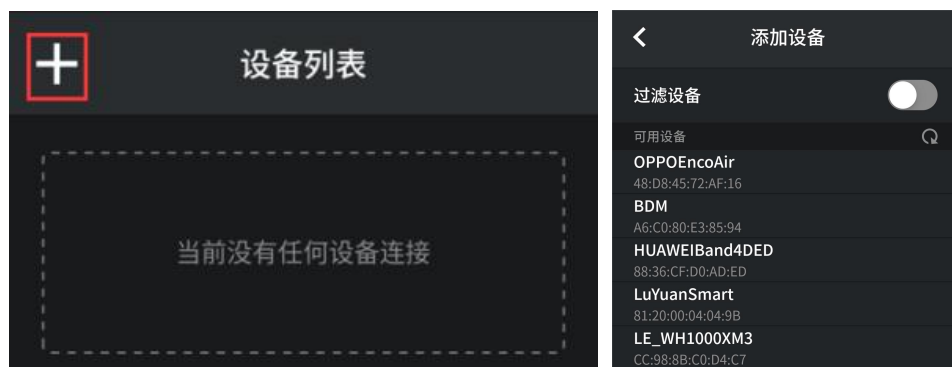 设备列表
当前没有任何设备连接
添加设备
过滤设备
可用设备
OPPOEncoAir
48:D8:45:72:AF:16
BDM
A6:C0:80:E3:85:94
HUAWEIBand4DED
88:36:CF:D0:AD:ED
LuYuanSmart
81:20:00:04:04:9B
LE_WH1000XM3
CC:98:8B:C0:D4:C7